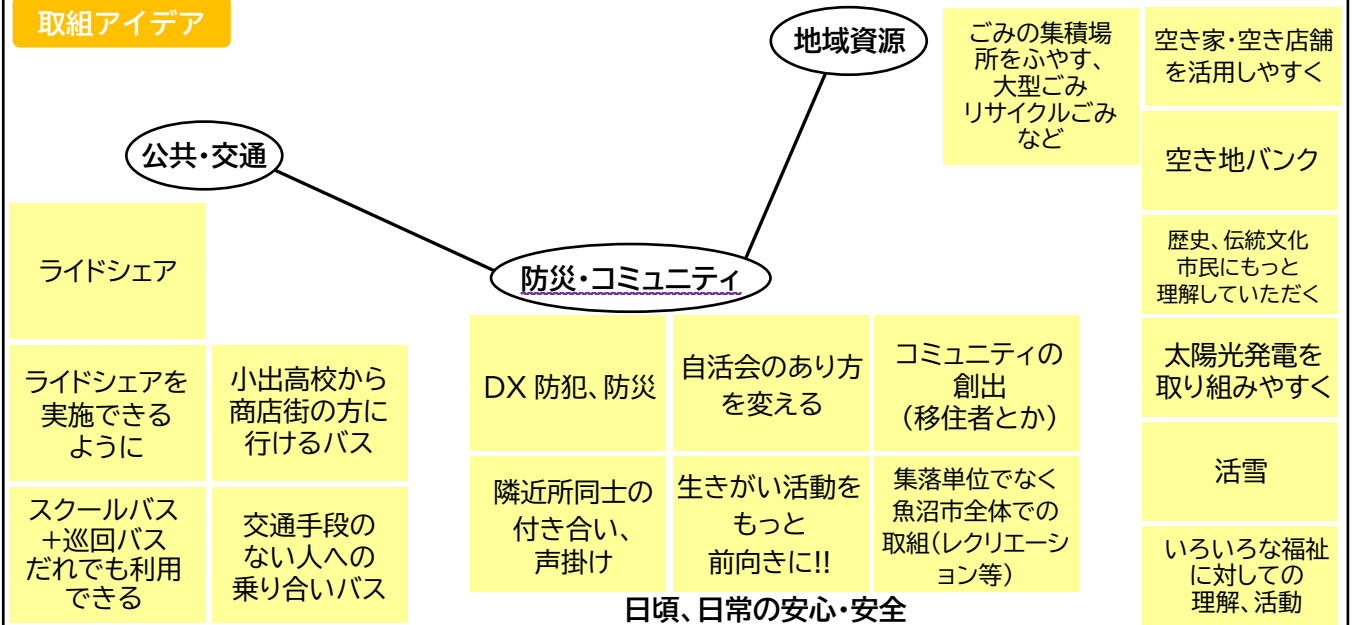 取組アイデア
公共・交通
ライドシェア
ライドシェアを
実施できる
ように
小出高校から
商店街の方に
行けるバス
スクールバス
+巡回バス
だれでも利用
できる
交通手段の
ない人への
乗り合いバス
防災・コミュニティ
DX 防犯、防災
自活会のあり方
を変える
コミュニティの
創出
（移住者とか）
隣近所同士の
付き合い、
声掛け
生きがい活動を
もっと
前向きに!!
集落単位でなく
魚沼市全体での
取組（レクリエーシ
ョン等）
日頃、日常の安心・安全
地域資源
ごみの集積場
所をふやす、
大型ごみ
リサイクルごみ
など
空き家・空き店舗
を活用しやすく
空き地バンク
歴史、伝統文化
市民にもっと
理解していただく
太陽光発電を
取り組みやすく
活雪
いろいろな福祉
に対しての
理解、活動